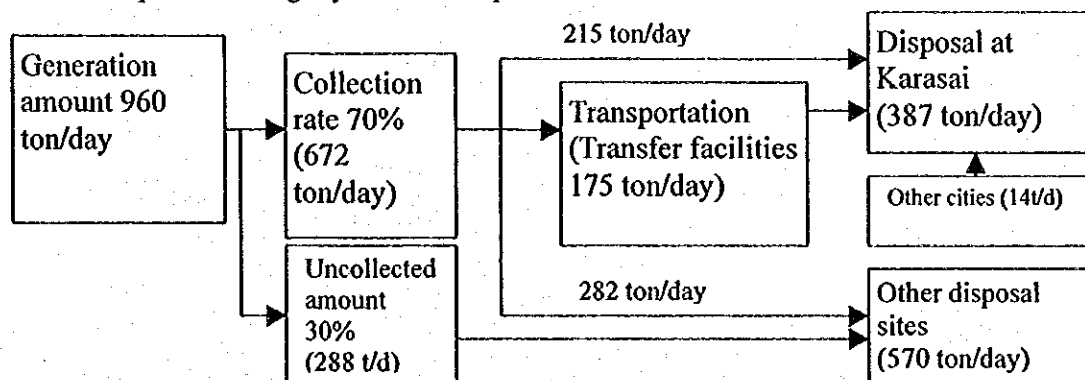 215 ton/day
Generation
amount 960
ton/day
Collection
rate 70%
(672
ton/day)
Transportation
(Transfer facilities
175 ton/day)
Disposal at
Karasai
(387 ton/day)
Other cities (14t/d)
Uncollected
amount
30%
(288 t/d)
282 ton/day
Other disposal
sites
(570 ton/day)